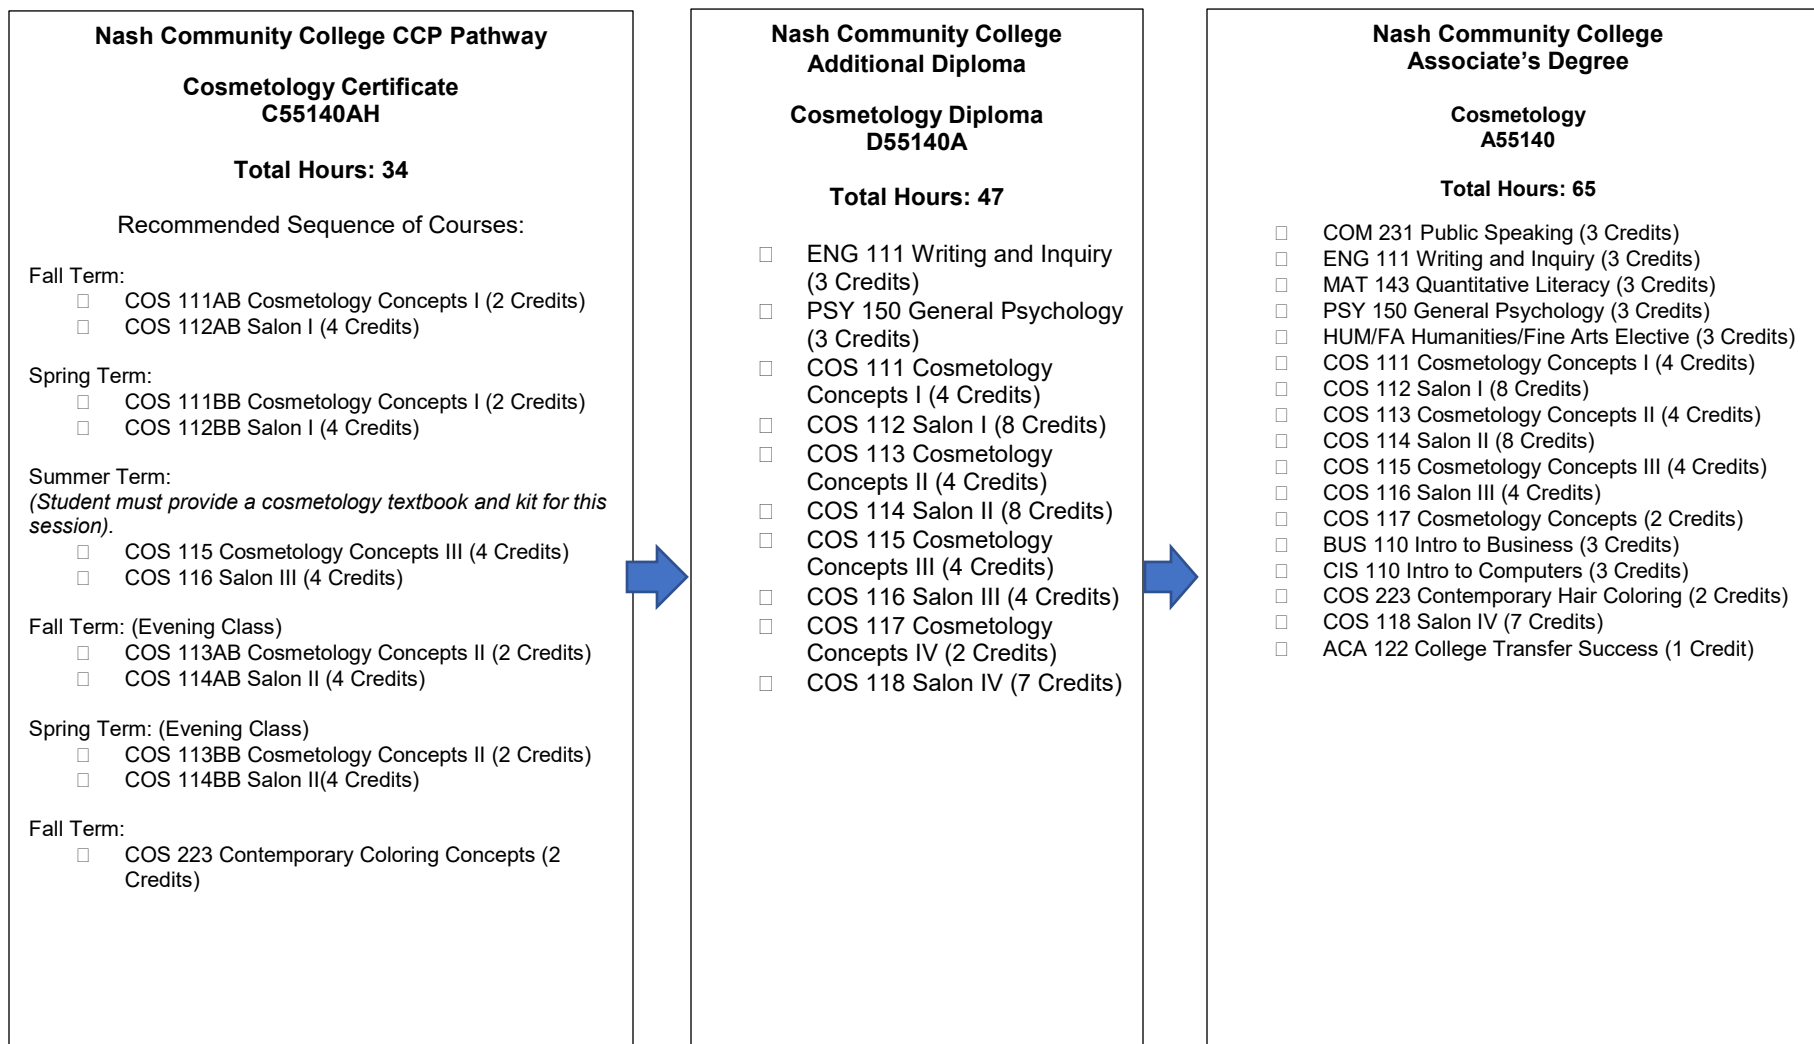 Nash Community College CCP Pathway
Cosmetology Certificate
C55140AH
Total Hours: 34
Recommended Sequence of Courses:
Fall Term:
COS 111AB Cosmetology Concepts I (2 Credits)
COS 112AB Salon I (4 Credits)
Spring Term:
COS 111BB Cosmetology Concepts I (2 Credits)
COS 112BB Salon I (4 Credits)
Summer Term:
(Student must provide a cosmetology textbook and kit for this
session).
COS 115 Cosmetology Concepts III (4 Credits)
COS 116 Salon III (4 Credits)
Fall Term: (Evening Class)
COS 113AB Cosmetology Concepts II (2 Credits)
COS 114AB Salon II (4 Credits)
Spring Term: (Evening Class)
COS 113BB Cosmetology Concepts II (2 Credits)
COS 114BB Salon II(4 Credits)
Fall Term:
COS 223 Contemporary Coloring Concepts (2
Credits)
Nash Community College
Additional Diploma
Cosmetology Diploma
D55140A
Total Hours: 47
ENG 111 Writing and Inquiry
(3 Credits)
PSY 150 General Psychology
(3 Credits)
COS 111 Cosmetology
Concepts I (4 Credits)
COS 112 Salon I (8 Credits)
COS 113 Cosmetology
Concepts II (4 Credits)
COS 114 Salon II (8 Credits)
COS 115 Cosmetology
Concepts III (4 Credits)
COS 116 Salon III (4 Credits)
COS 117 Cosmetology
Concepts IV (2 Credits)
COS 118 Salon IV (7 Credits)
Nash Community College
Associate's Degree
Cosmetology
A55140
Total Hours: 65
COM 231 Public Speaking (3 Credits)
ENG 111 Writing and Inquiry (3 Credits)
MAT 143 Quantitative Literacy (3 Credits)
PSY 150 General Psychology (3 Credits)
HUM/FA Humanities/Fine Arts Elective (3 Credits)
COS 111 Cosmetology Concepts I (4 Credits)
COS 112 Salon I (8 Credits)
COS 113 Cosmetology Concepts II (4 Credits)
COS 114 Salon II (8 Credits)
COS 115 Cosmetology Concepts III (4 Credits)
COS 116 Salon III (4 Credits)
COS 117 Cosmetology Concepts (2 Credits)
BUS 110 Intro to Business (3 Credits)
CIS 110 Intro to Computers (3 Credits)
COS 223 Contemporary Hair Coloring (2 Credits)
COS 118 Salon IV (7 Credits)
ACA 122 College Transfer Success (1 Credit)